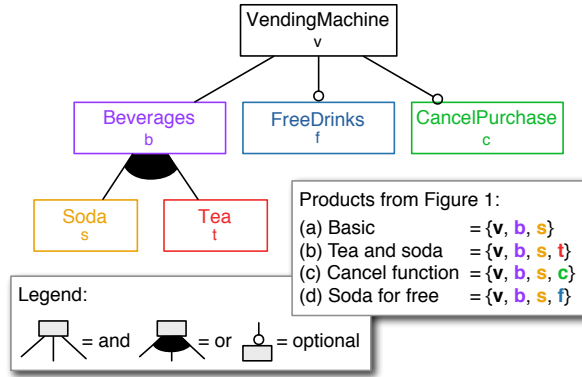 VendingMachine
v
Beverages
b
FreeDrinks
f
CancelPurchase
c
Soda
s
Tea
t
Products from Figure 1:
(a) Basic = {v, b, s}
(b) Tea and soda = {v, b, s, t}
(c) Cancel function = {v, b, s, c}
(d) Soda for free = {v, b, s, f}
Legend:
= and = or = optional